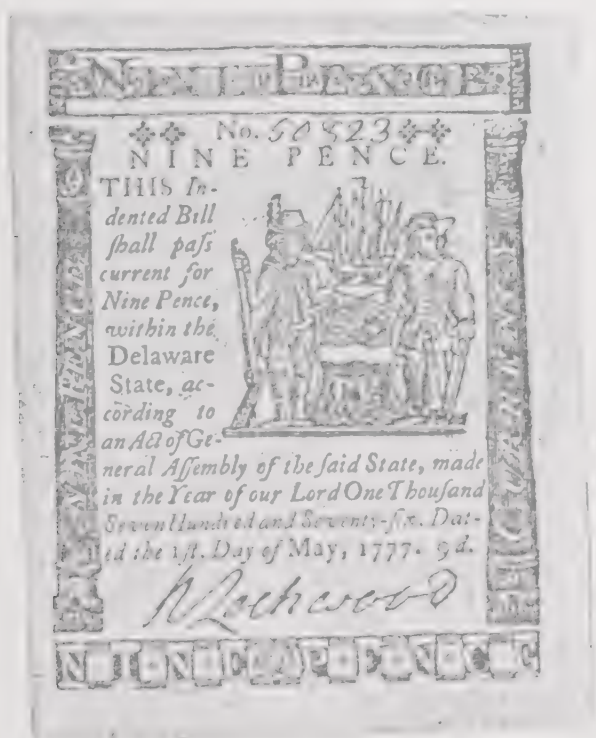 NINE PENCE
No. 50823
NINE PENCE.
THIS In-
dented Bill
ſhall paſs
current for
Nine Pence,
within the
Delaware
State, ac-
cording to
an Act of Ge-
neral Aſſembly of the ſaid State, made
in the Year of our Lord One Thouſand
Seven Hundred and Seventy-ſix. Dat-
ed the 1ſt. Day of May, 1777. 9d.
NINE PENCE